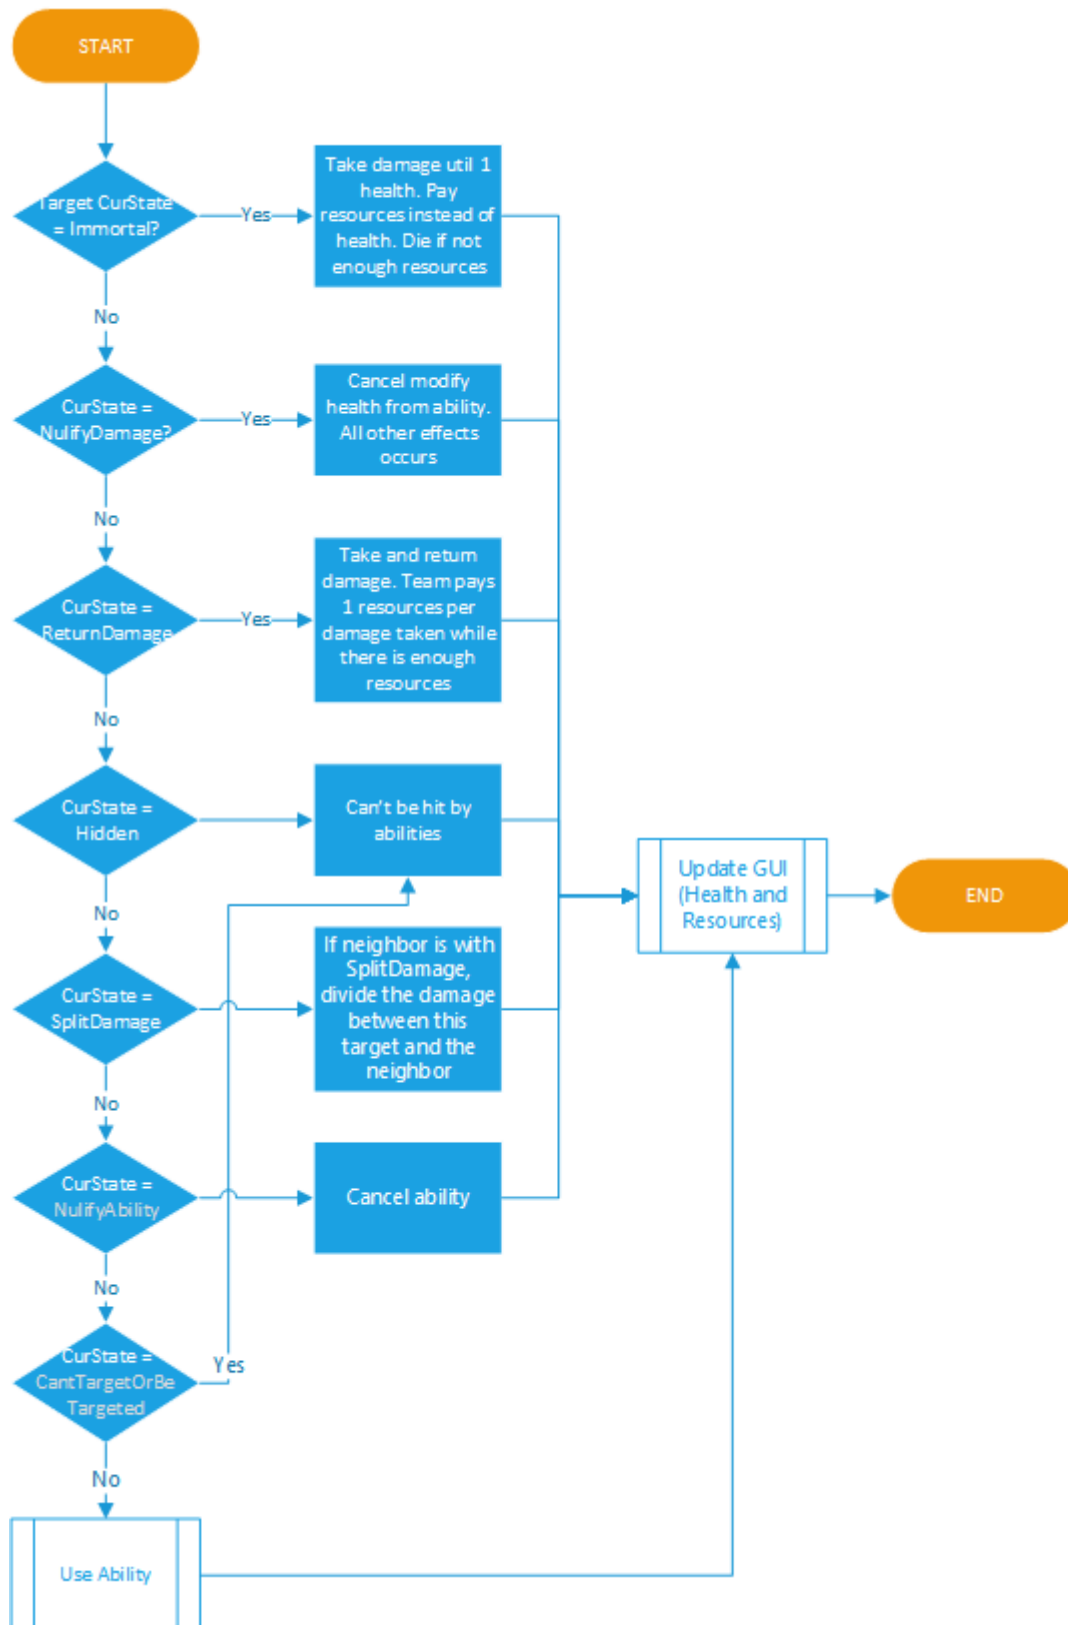 START
Target CurState
= Immortal?
Yes
Take damage util 1
health. Pay
resources instead of
health. Die if not
enough resources
No
CurState =
NulifyDamage?
Yes
Cancel modify
health from ability.
All other effects
occurs
No
CurState =
ReturnDamage
Yes
Take and return
damage. Team pays
1 resources per
damage taken while
there is enough
resources
No
CurState =
Hidden
Can't be hit by
abilities
Update GUI
(Health and
Resources)
END
No
CurState =
SplitDamage
If neighbor is with
SplitDamage,
divide the damage
between this
target and the
neighbor
No
CurState =
NulifyAbility
Cancel ability
No
CurState =
CantTargetOrBe
Targeted
Yes
No
Use Ability